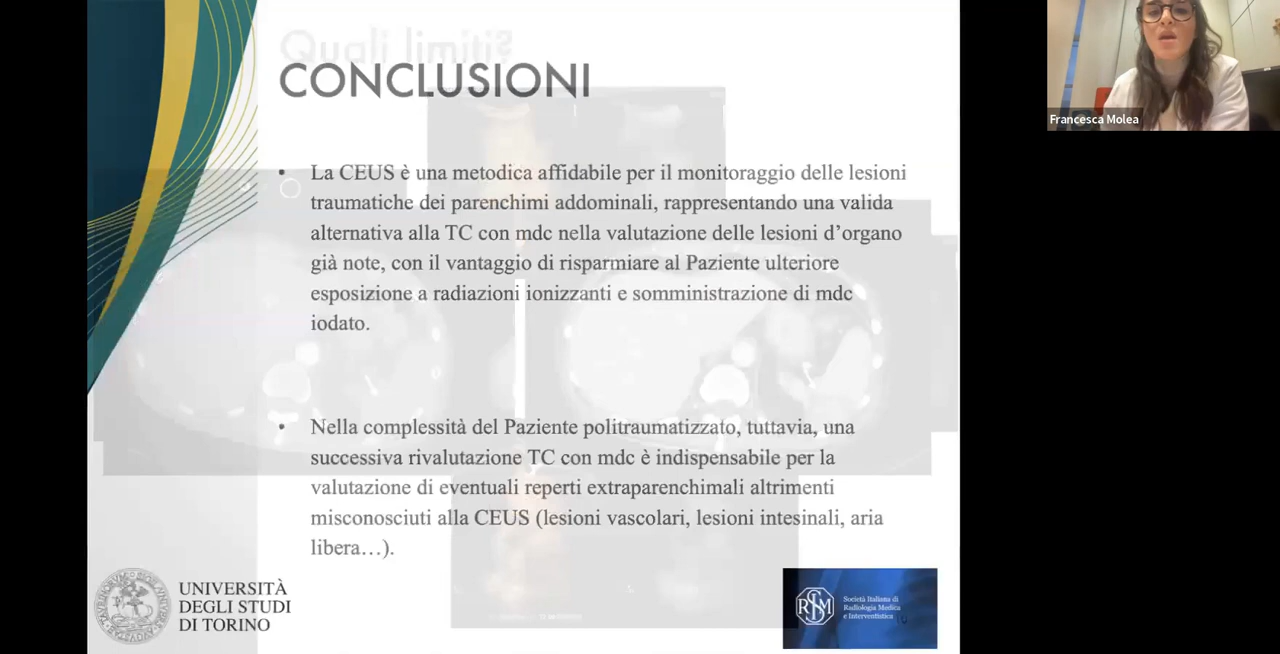 Quali limiti?
CONCLUSIONI
• La CEUS è una metodica affidabile per il monitoraggio delle lesioni
traumatiche dei parenchimi addominali, rappresentando una valida
alternativa alla TC con mdc nella valutazione delle lesioni d’organo
già note, con il vantaggio di risparmiare al Paziente ulteriore
esposizione a radiazioni ionizzanti e somministrazione di mdc
iodato.
• Nella complessità del Paziente politraumatizzato, tuttavia, una
successiva rivalutazione TC con mdc è indispensabile per la
valutazione di eventuali reperti extraparenchimali altrimenti
misconosciuti alla CEUS (lesioni vascolari, lesioni intestinali, aria
libera…).
UNIVERSITÀ
DEGLI STUDI
DI TORINO
Società Italiana di
Radiologia Medica
e Interventistica
Francesca Molea